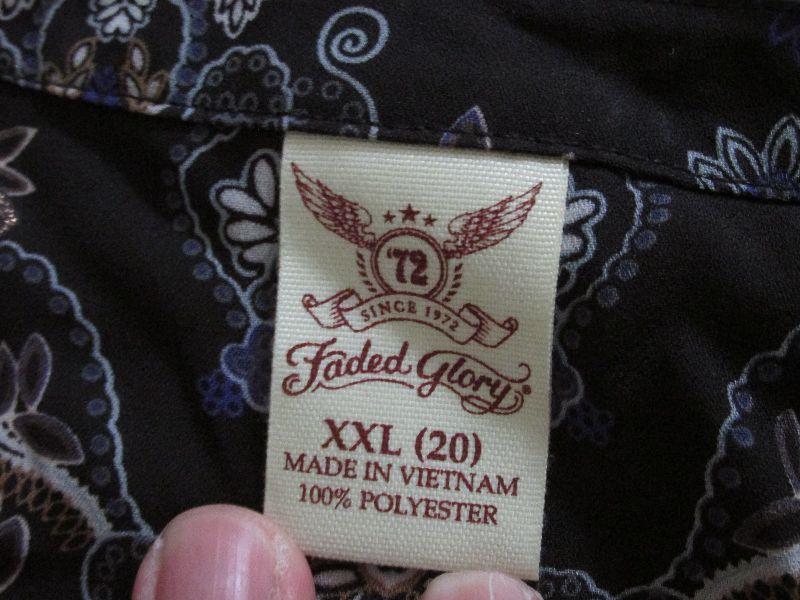 '72
SINCE 1972
Faded Glory®
XXL (20)
MADE IN VIETNAM
100% POLYESTER